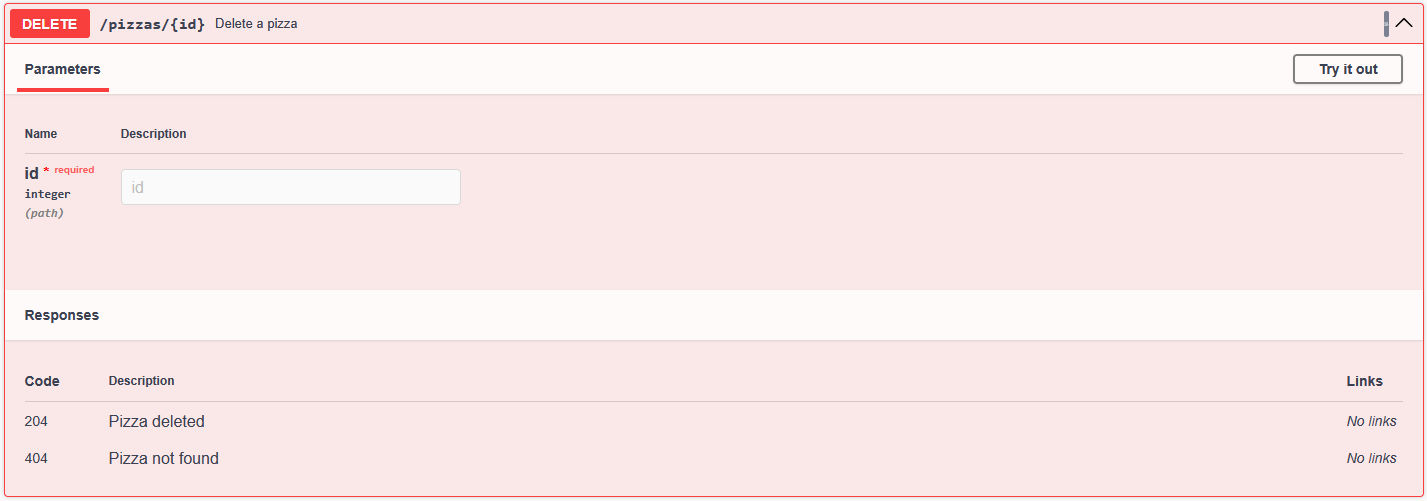 DELETE /pizzas/{id} Delete a pizza
Parameters Try it out
Name Description
id * required id
integer
(path)
Responses
Code Description Links
204 Pizza deleted No links
404 Pizza not found No links